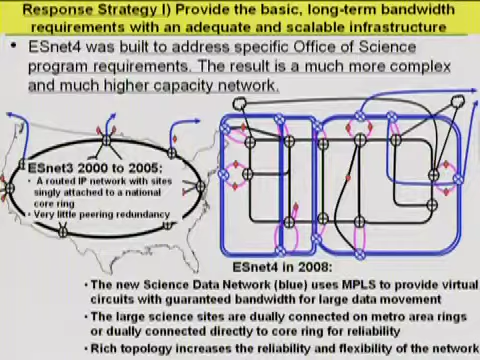 Response Strategy I) Provide the basic, long-term bandwidth
requirements with an adequate and scalable infrastructure
• ESnet4 was built to address specific Office of Science
program requirements. The result is a much more complex
and much higher capacity network.
ESnet3 2000 to 2005:
• A routed IP network with sites
singly attached to a national
core ring
• Very little peering redundancy
ESnet4 in 2008:
• The new Science Data Network (blue) uses MPLS to provide virtual
circuits with guaranteed bandwidth for large data movement
• The large science sites are dually connected on metro area rings
or dually connected directly to core ring for reliability
• Rich topology increases the reliability and flexibility of the network